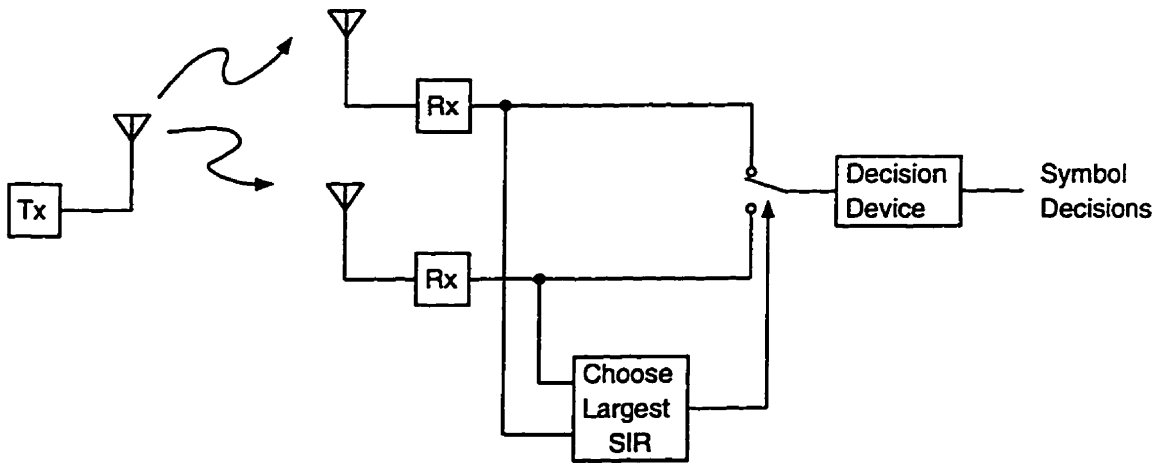 Rx
Tx
Decision
Device
Symbol
Decisions
Rx
Choose
Largest
SIR